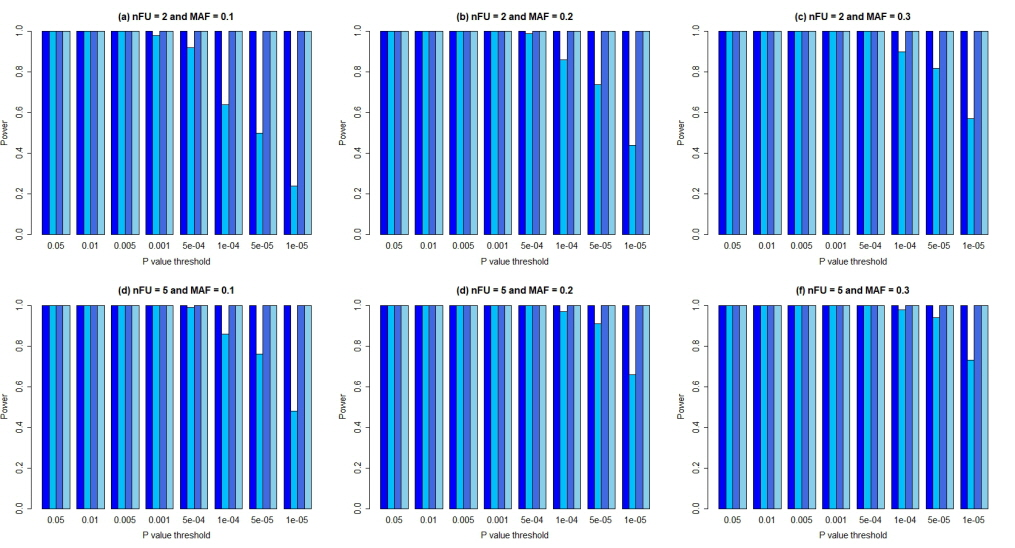 (a) nFU = 2 and MAF = 0.1
Power
0.0 0.2 0.4 0.6 0.8 1.0
0.05 0.01 0.005 0.001 5e-04 1e-04 5e-05 1e-05
P value threshold
(b) nFU = 2 and MAF = 0.2
Power
0.0 0.2 0.4 0.6 0.8 1.0
0.05 0.01 0.005 0.001 5e-04 1e-04 5e-05 1e-05
P value threshold
(c) nFU = 2 and MAF = 0.3
Power
0.0 0.2 0.4 0.6 0.8 1.0
0.05 0.01 0.005 0.001 5e-04 1e-04 5e-05 1e-05
P value threshold
(d) nFU = 5 and MAF = 0.1
Power
0.0 0.2 0.4 0.6 0.8 1.0
0.05 0.01 0.005 0.001 5e-04 1e-04 5e-05 1e-05
P value threshold
(d) nFU = 5 and MAF = 0.2
Power
0.0 0.2 0.4 0.6 0.8 1.0
0.05 0.01 0.005 0.001 5e-04 1e-04 5e-05 1e-05
P value threshold
(f) nFU = 5 and MAF = 0.3
Power
0.0 0.2 0.4 0.6 0.8 1.0
0.05 0.01 0.005 0.001 5e-04 1e-04 5e-05 1e-05
P value threshold